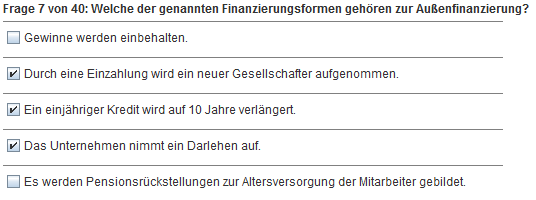 Frage 7 von 40: Welche der genannten Finanzierungsformen gehören zur Außenfinanzierung?
Gewinne werden einbehalten.
Durch eine Einzahlung wird ein neuer Gesellschafter aufgenommen.
Ein einjähriger Kredit wird auf 10 Jahre verlängert.
Das Unternehmen nimmt ein Darlehen auf.
Es werden Pensionsrückstellungen zur Altersversorgung der Mitarbeiter gebildet.